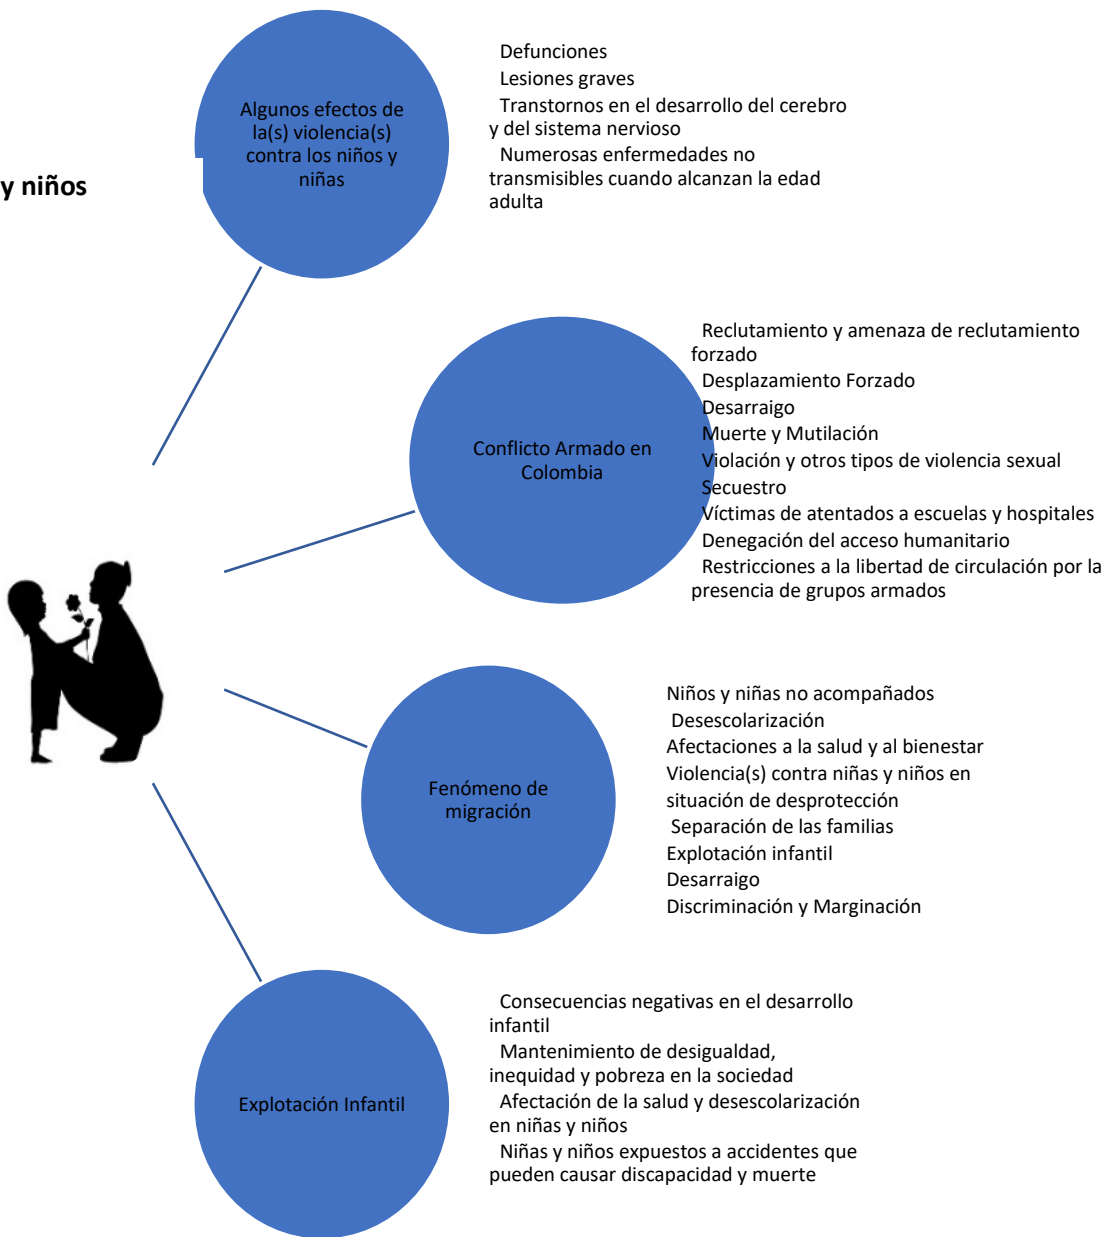 y niños
Algunos efectos de
la(s) violencia(s)
contra los niños y
niñas
Defunciones
Lesiones graves
Transtornos en el desarrollo del cerebro
y del sistema nervioso
Numerosas enfermedades no
transmisibles cuando alcanzan la edad
adulta
Conflicto Armado en
Colombia
Reclutamiento y amenaza de reclutamiento
forzado
Desplazamiento Forzado
Desarraigo
Muerte y Mutilación
Violación y otros tipos de violencia sexual
Secuestro
Víctimas de atentados a escuelas y hospitales
Denegación del acceso humanitario
Restricciones a la libertad de circulación por la
presencia de grupos armados
Fenómeno de
migración
Niños y niñas no acompañados
Desescolarización
Afectaciones a la salud y al bienestar
Violencia(s) contra niñas y niños en
situación de desprotección
Separación de las familias
Explotación infantil
Desarraigo
Discriminación y Marginación
Explotación Infantil
Consecuencias negativas en el desarrollo
infantil
Mantenimiento de desigualdad,
inequidad y pobreza en la sociedad
Afectación de la salud y desescolarización
en niñas y niños
Niñas y niños expuestos a accidentes que
pueden causar discapacidad y muerte